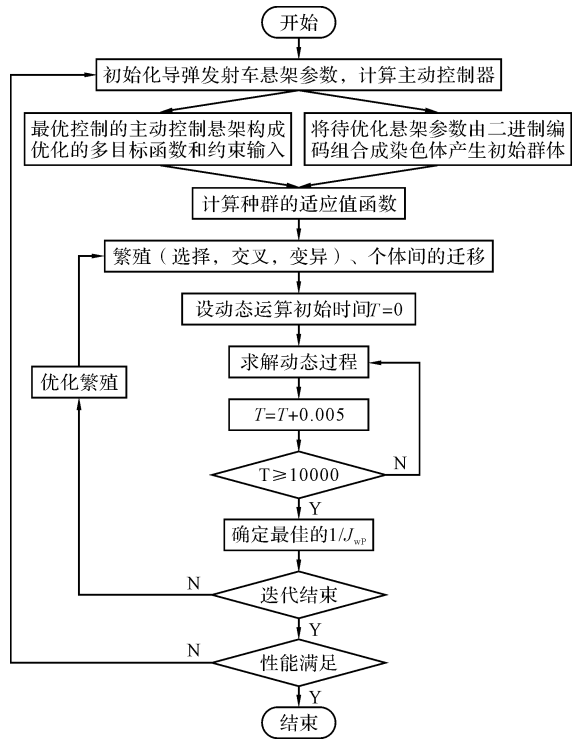 开始
初始化导弹发射车悬架参数，计算主动控制器
最优控制的主动控制悬架构成
优化的多目标函数和约束输入
将待优化悬架参数由二进制编
码组合成染色体产生初始群体
计算种群的适应值函数
繁殖（选择，交叉，变异）、个体间的迁移
设动态运算初始时间T=0
求解动态过程
优化繁殖
T=T+0.005
T≥10000
N
Y
确定最佳的1/JwP
N
迭代结束
Y
N
性能满足
Y
结束